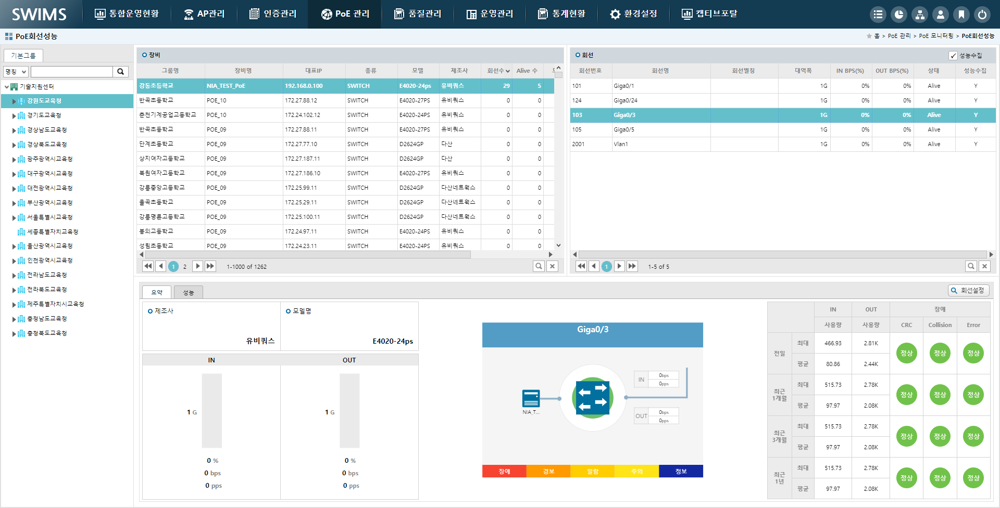 SWIMS 통합운영현황 AP관리 인증관리 PoE 관리 품질관리 운영관리 통계현황 환경설정 캡티브포탈
PoE회선성능
홈 > PoE 관리 > PoE 모니터링 > PoE회선성능
기본그룹
명칭
기술지원센터
강원도교육청
경기도교육청
경상남도교육청
경상북도교육청
광주광역시교육청
대구광역시교육청
대전광역시교육청
부산광역시교육청
서울특별시교육청
세종특별자치교육청
울산광역시교육청
인천광역시교육청
전라남도교육청
전라북도교육청
제주특별자치시교육청
충청남도교육청
충청북도교육청
장비
그룹명 장비명 대표IP 종류 모델 제조사 회선수 Alive 수
강동초등학교 NIA_TEST_PoE 192.168.0.100 SWITCH E4020-24ps 유비쿼스 29 5
반곡초등학교 POE_10 172.27.88.12 SWITCH E4020-27PS 유비쿼스 0 0
춘천기계공업고등학교 POE_10 172.24.102.12 SWITCH E4020-24PS 유비쿼스 0 0
반곡초등학교 POE_09 172.27.88.11 SWITCH E4020-27PS 유비쿼스 0 0
단계초등학교 POE_09 172.27.77.10 SWITCH D2624GP 다산 0 0
상지여자고등학교 POE_09 172.27.187.11 SWITCH D2624GP 다산 0 0
북원여자고등학교 POE_09 172.27.186.10 SWITCH E4020-27PS 유비쿼스 0 0
강릉중앙고등학교 POE_09 172.25.99.11 SWITCH D2624GP 다산네트웍스 0 0
율곡초등학교 POE_09 172.25.29.11 SWITCH D2624GP 다산네트웍스 0 0
강릉명륜고등학교 POE_09 172.25.100.11 SWITCH D2624GP 다산네트웍스 0 0
봉의고등학교 POE_09 172.24.97.11 SWITCH E4020-24PS 유비쿼스 0 0
성림초등학교 POE_09 172.24.23.11 SWITCH E4020-24PS 유비쿼스 0 0
1 2 1-1000 of 1262
회선 성능수집
회선번호 회선명 회선별칭 대역폭 IN BPS(%) OUT BPS(%) 상태 성능수집
101 Giga0/1 1G 0% 0% Alive Y
124 Giga0/24 1G 0% 0% Alive Y
103 Giga0/3 1G 0% 0% Alive Y
105 Giga0/5 1G 0% 0% Alive Y
2001 Vlan1 1G 0% 0% Alive Y
1 1-5 of 5
요약 성능 회선설정
제조사 모델명
유비쿼스 E4020-24ps
IN OUT
1 G 1 G
0 % 0 %
0 bps 0 bps
0 pps 0 pps
Giga0/3
NIA_T...
IN 0bps
0pps
OUT 0bps
0pps
장애 경보 알람 주의 정보
IN OUT 장애
사용량 사용량 CRC Collision Error
전일 최대 466.93 2.81K 정상 정상 정상
평균 80.86 2.44K
최근 1개월 최대 515.73 2.78K 정상 정상 정상
평균 97.97 2.08K
최근 3개월 최대 515.73 2.78K 정상 정상 정상
평균 97.97 2.08K
최근 1년 최대 515.73 2.78K 정상 정상 정상
평균 97.97 2.08K